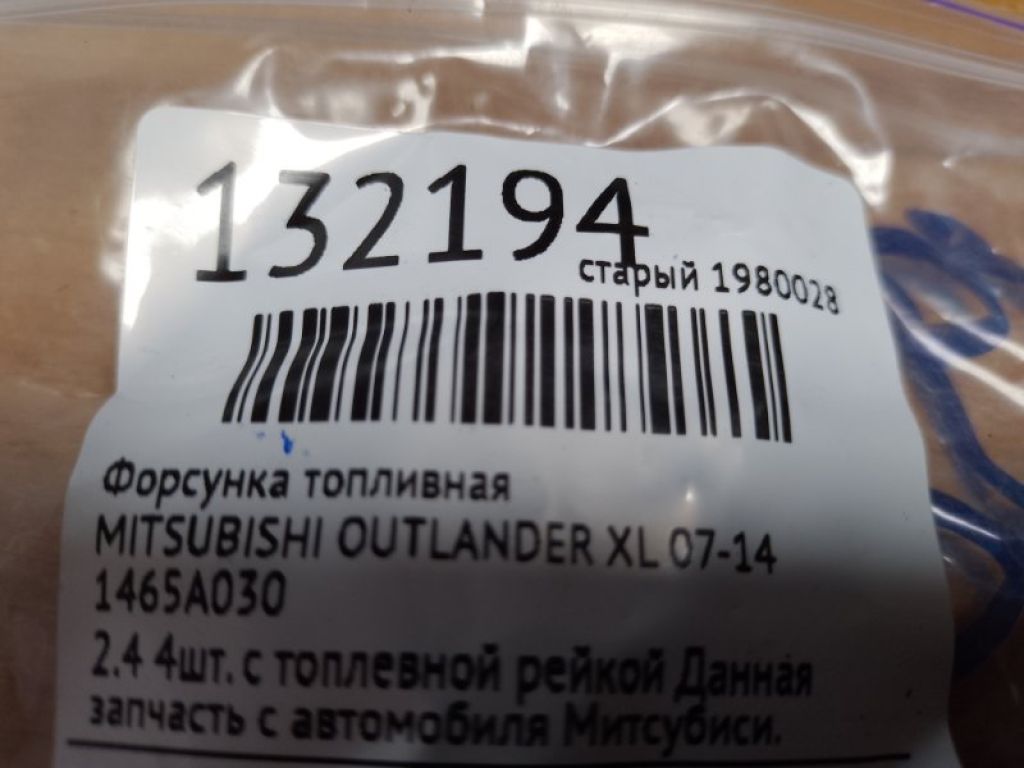 132194
старый 1980028
Форсунка топливная
MITSUBISHI OUTLANDER XL 07-14
1465A030
2.4 4шт. с топлевной рейкой Данная
запчасть с автомобиля Митсубиси.